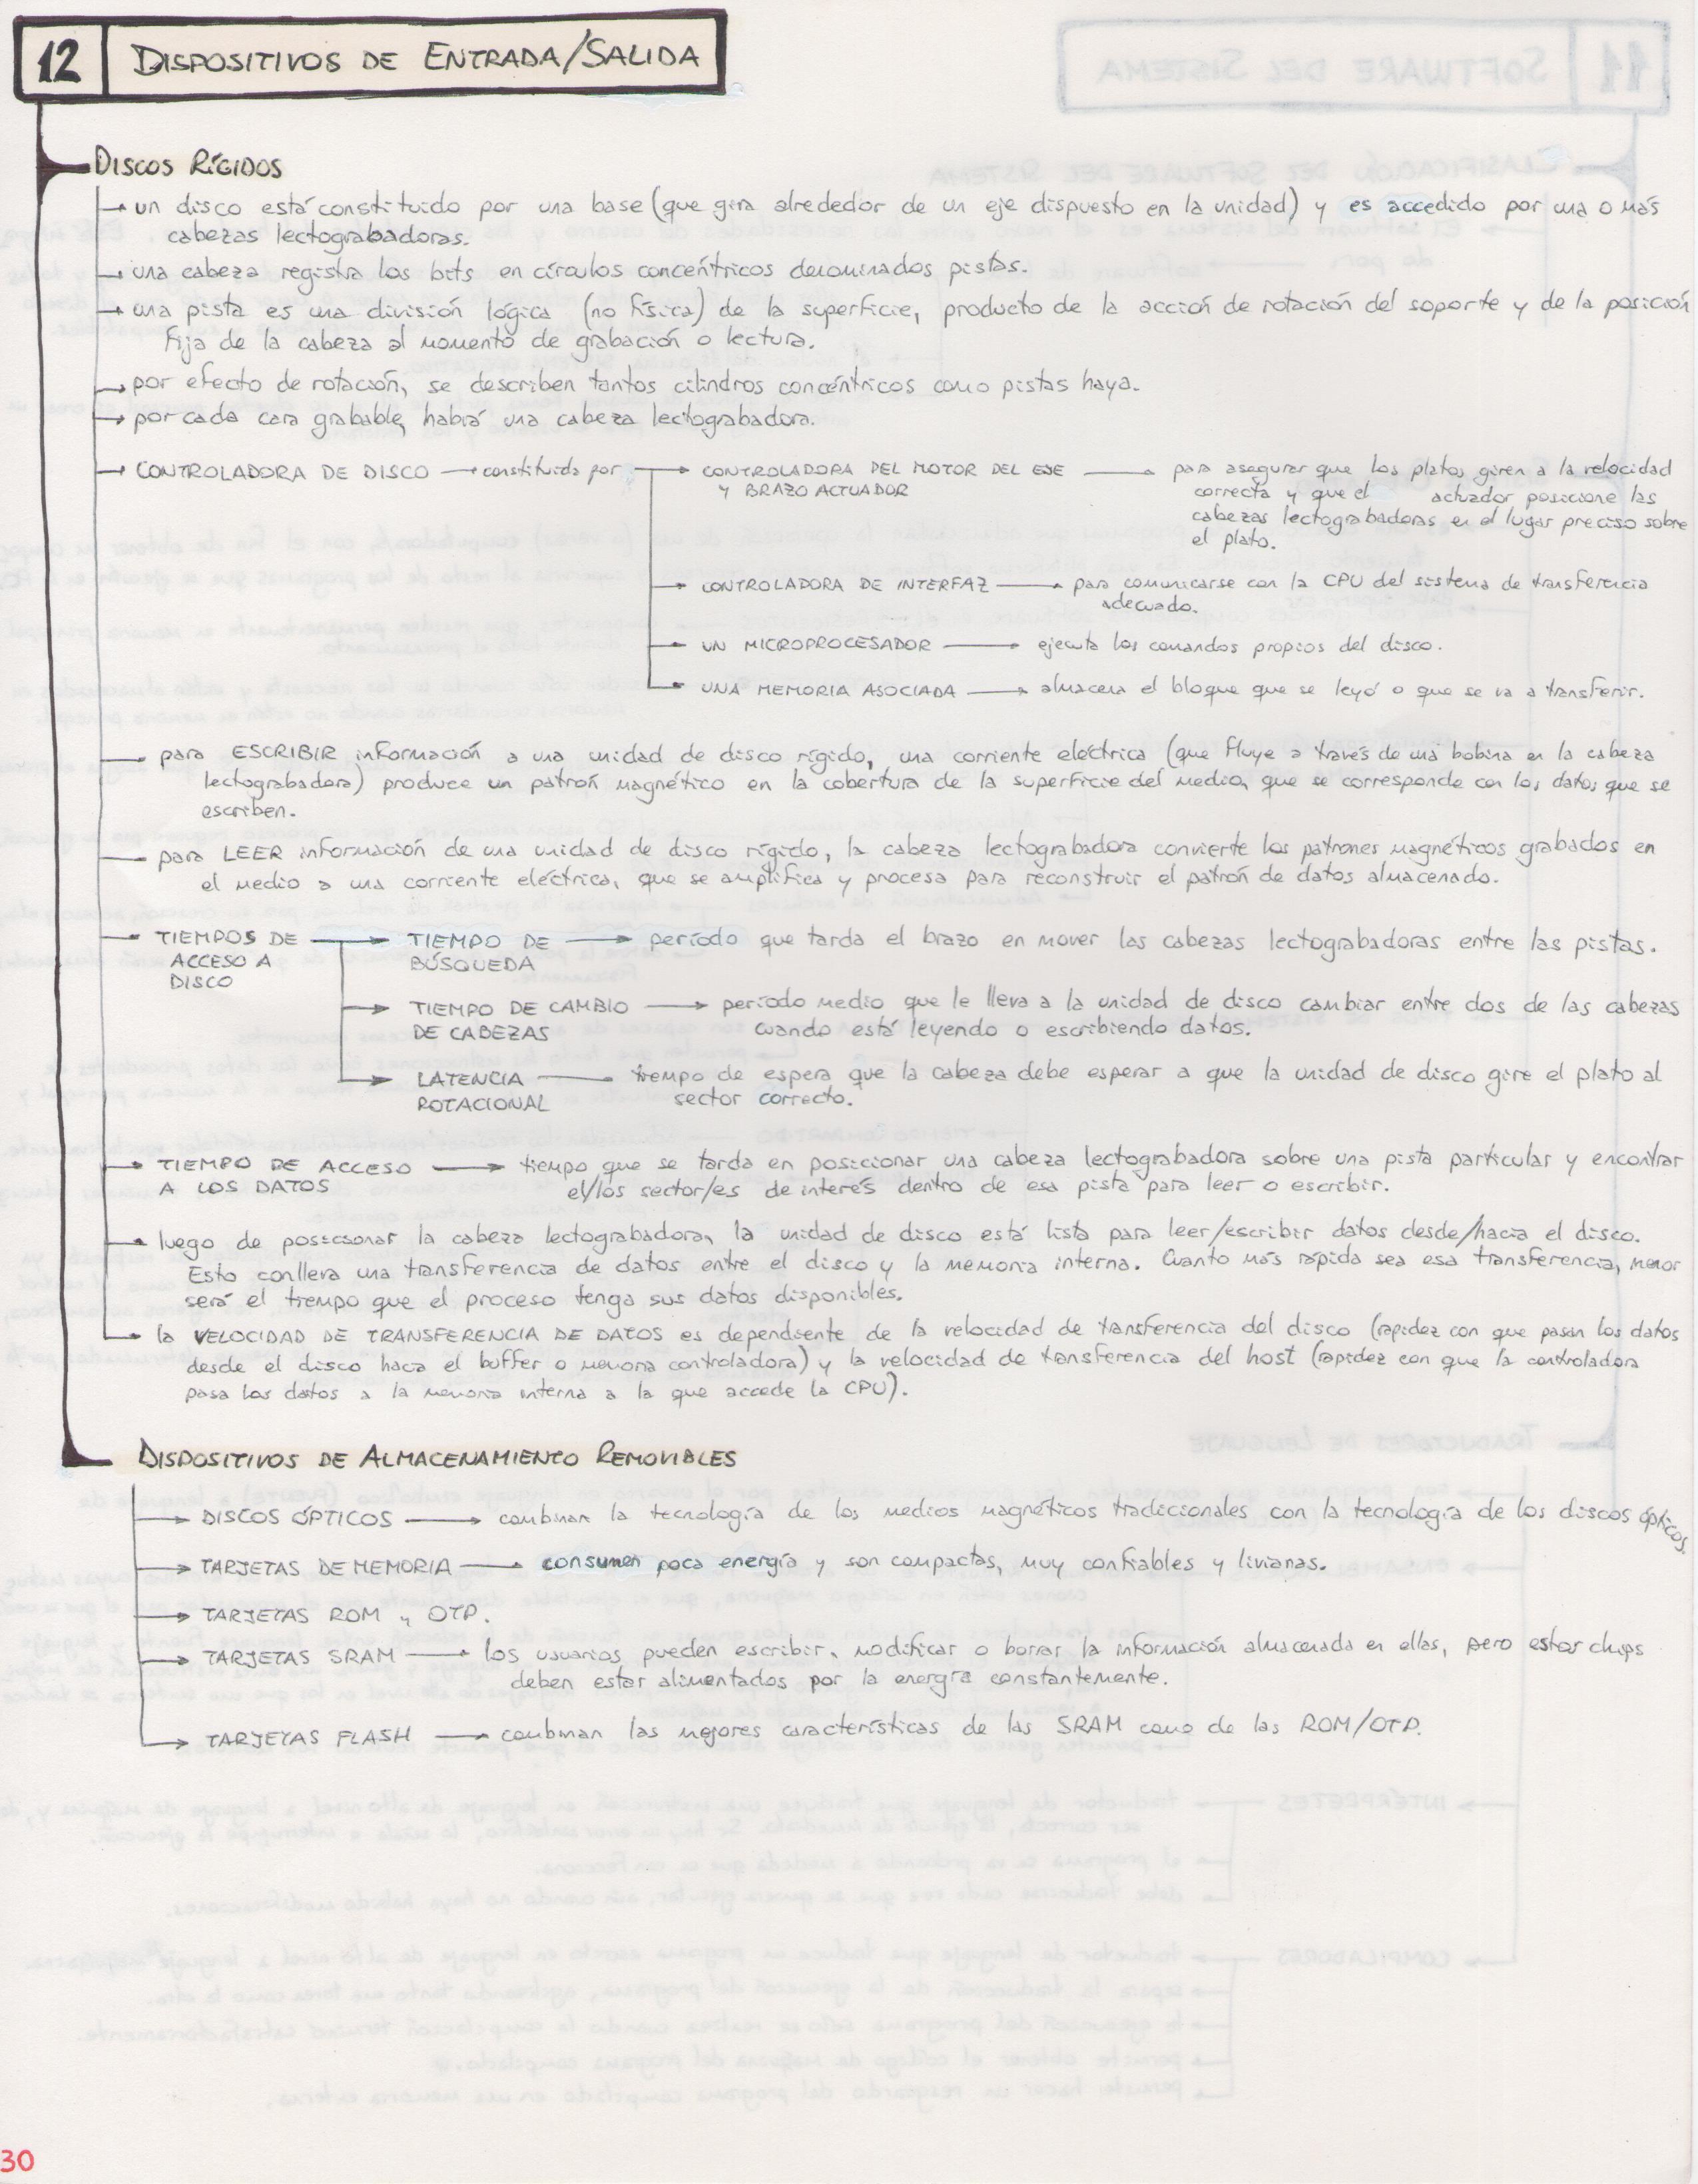 12 DISPOSITIVOS DE ENTRADA/SALIDA
DISCOS RÍGIDOS
un disco está constituido por una base (que gira alrededor de un eje dispuesto en la unidad) y es accedido por una o más
cabezas lectograbadoras.
una cabeza registra los bits en círculos concéntricos denominados pistas.
una pista es una división lógica (no física) de la superficie, producto de la acción de rotación del soporte y de la posición
fija de la cabeza al momento de grabación o lectura.
por efecto de rotación, se describen tantos cilindros concéntricos como pistas haya.
por cada cara grabable, habrá una cabeza lectograbadora.
CONTROLADORA DE DISCO → constituida por
CONTROLADORA DEL MOTOR DEL EJE
Y BRAZO ACTUADOR
para asegurar que los platos giren a la velocidad
correcta y que el actuador posicione las
cabezas lectograbadoras en el lugar preciso sobre
el plato.
CONTROLADORA DE INTERFAZ → para comunicarse con la CPU del sistema de transferencia
adecuado.
UN MICROPROCESADOR → ejecuta los comandos propios del disco.
UNA MEMORIA ASOCIADA → almacena el bloque que se leyó o que se va a transferir.
para ESCRIBIR información a una unidad de disco rígido, una corriente eléctrica (que fluye a través de una bobina en la cabeza
lectograbadora) produce un patrón magnético en la cobertura de la superficie del medio, que se corresponde con los datos que se
escriben.
para LEER información de una unidad de disco rígido, la cabeza lectograbadora convierte los patrones magnéticos grabados en
el medio a una corriente eléctrica, que se amplifica y procesa para reconstruir el patrón de datos almacenado.
TIEMPOS DE
ACCESO A
DISCO
TIEMPO DE
BÚSQUEDA
período que tarda el brazo en mover las cabezas lectograbadoras entre las pistas.
TIEMPO DE CAMBIO
DE CABEZAS
período medio que le lleva a la unidad de disco cambiar entre dos de las cabezas
cuando está leyendo o escribiendo datos.
LATENCIA
ROTACIONAL
tiempo de espera que la cabeza debe esperar a que la unidad de disco gire el plato al
sector correcto.
TIEMPO DE ACCESO
A LOS DATOS
tiempo que se tarda en posicionar una cabeza lectograbadora sobre una pista particular y encontrar
el/los sector/es de interés dentro de esa pista para leer o escribir.
luego de posicionar la cabeza lectograbadora, la unidad de disco está lista para leer/escribir datos desde/hacia el disco.
Esto conlleva una transferencia de datos entre el disco y la memoria interna. Cuanto más rápida sea esa transferencia, menor
será el tiempo que el proceso tenga sus datos disponibles.
la VELOCIDAD DE TRANSFERENCIA DE DATOS es dependiente de la velocidad de transferencia del disco (rapidez con que pasan los datos
desde el disco hacia el buffer o memoria controladora) y la velocidad de transferencia del host (rapidez con que la controladora
pasa los datos a la memoria interna a la que accede la CPU).
DISPOSITIVOS DE ALMACENAMIENTO REMOVIBLES
DISCOS ÓPTICOS → combinan la tecnología de los medios magnéticos tradicionales con la tecnología de los discos ópticos.
TARJETAS DE MEMORIA → consumen poca energía y son compactas, muy confiables y livianas.
TARJETAS ROM y OTP.
TARJETAS SRAM → los usuarios pueden escribir, modificar o borrar la información almacenada en ellas, pero estos chips
deben estar alimentados por la energía constantemente.
TARJETAS FLASH → combinan las mejores características de las SRAM como de las ROM/OTP.
30